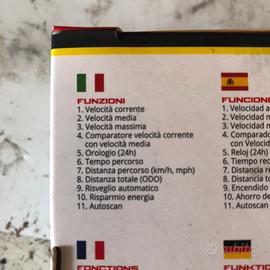 FUNZIONI
1. Velocità corrente
2. Velocità media
3. Velocità massima
4. Comparatore velocità corrente
con velocità media
5. Orologio (24h)
6. Tempo percorso
7. Distanza percorso (km/h, mph)
8. Distanza totale (ODO)
9. Risveglio automatico
10. Risparmio energia
11. Autoscan
FUNCIONE
1. Velocidad
2. Velocidad
3. Velocidad
4.
con Veloci
5. Reloj (24h)
6. Tiempo
7. Distancia
8. Distancia
9. Encendido
10. Ahorro de
11. Autoscan
FONCTIONS
FUNKTION